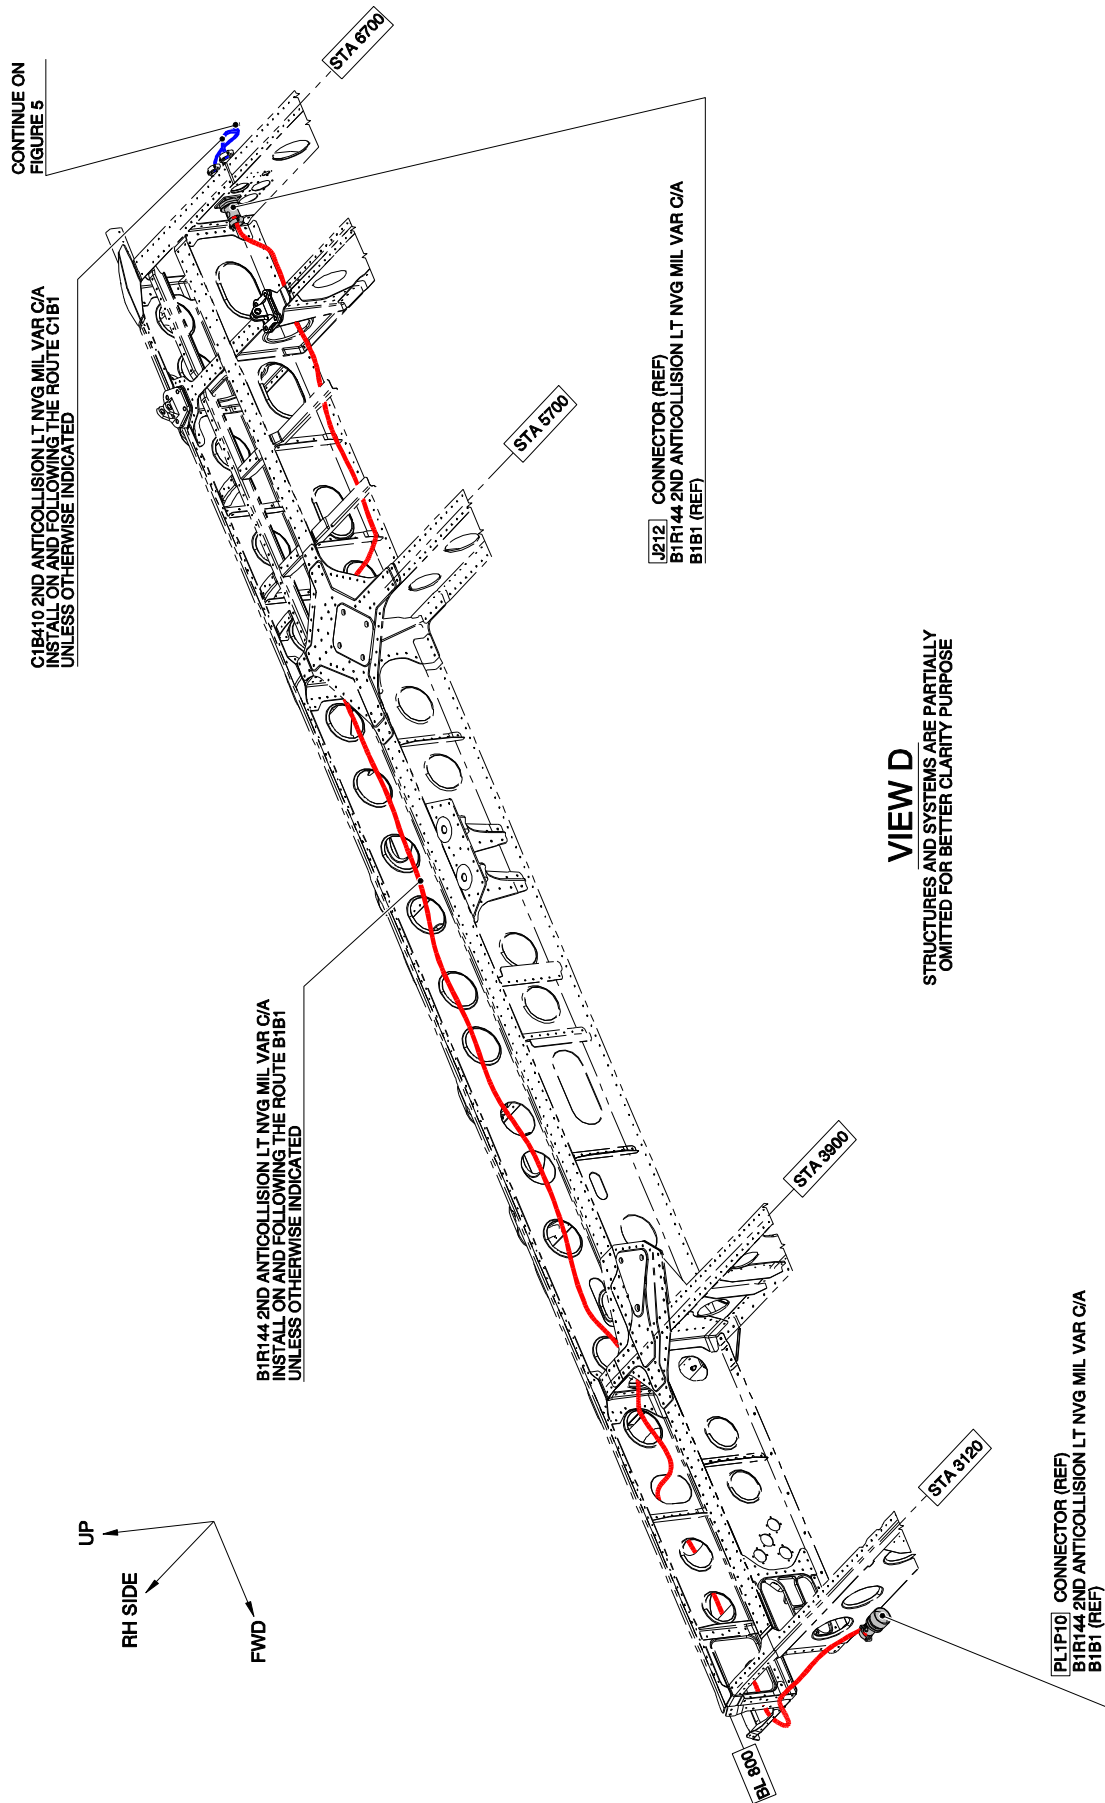 CONTINUE ON
FIGURE 5
C1B410 2ND ANTICOLLISION LT NVG MIL VAR C/A
INSTALL ON AND FOLLOWING THE ROUTE C1B1
UNLESS OTHERWISE INDICATED
STA 6700
J212 CONNECTOR (REF)
B1R144 2ND ANTICOLLISION LT NVG MIL VAR C/A
B1B1 (REF)
STA 5700
B1R144 2ND ANTICOLLISION LT NVG MIL VAR C/A
INSTALL ON AND FOLLOWING THE ROUTE B1B1
UNLESS OTHERWISE INDICATED
STA 3900
VIEW D
STRUCTURES AND SYSTEMS ARE PARTIALLY
OMITTED FOR BETTER CLARITY PURPOSE
UP
RH SIDE
FWD
STA 3120
PL1P10 CONNECTOR (REF)
B1R144 2ND ANTICOLLISION LT NVG MIL VAR C/A
B1B1 (REF)
BL 800